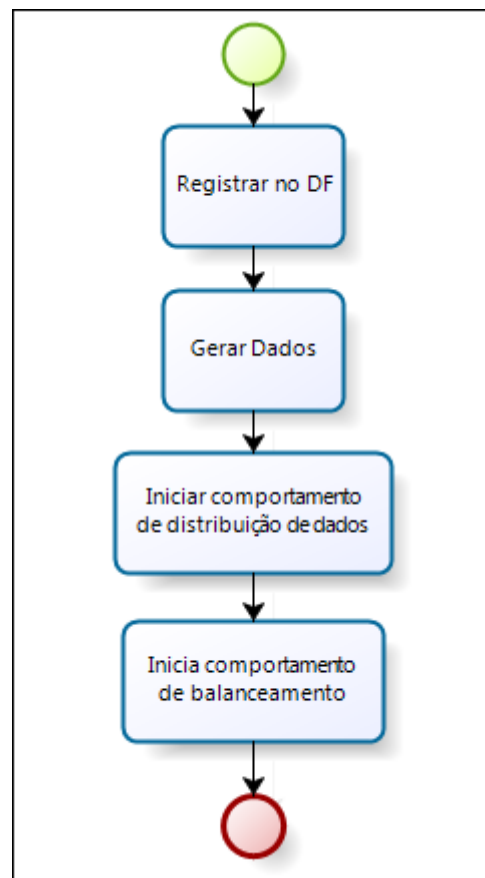 Registrar no DF
Gerar Dados
Iniciar comportamento
de distribuição de dados
Inicia comportamento
de balanceamento